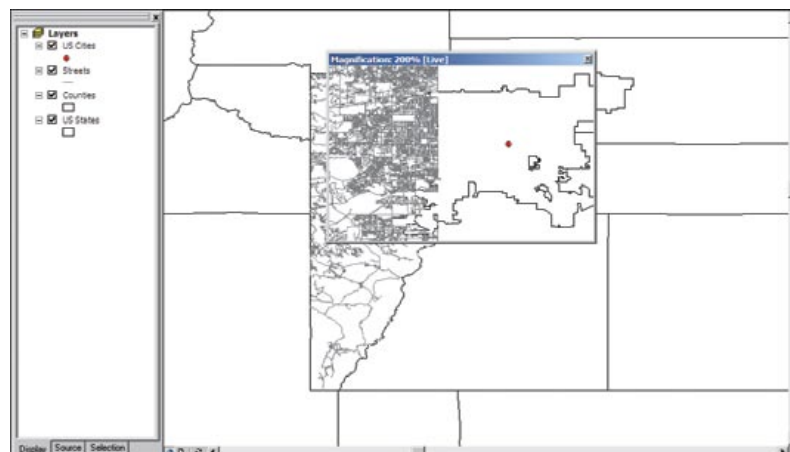 Layers
US Cities
Streets
Counties
US States
Magnification: 200% [Live]
Display Source Selection